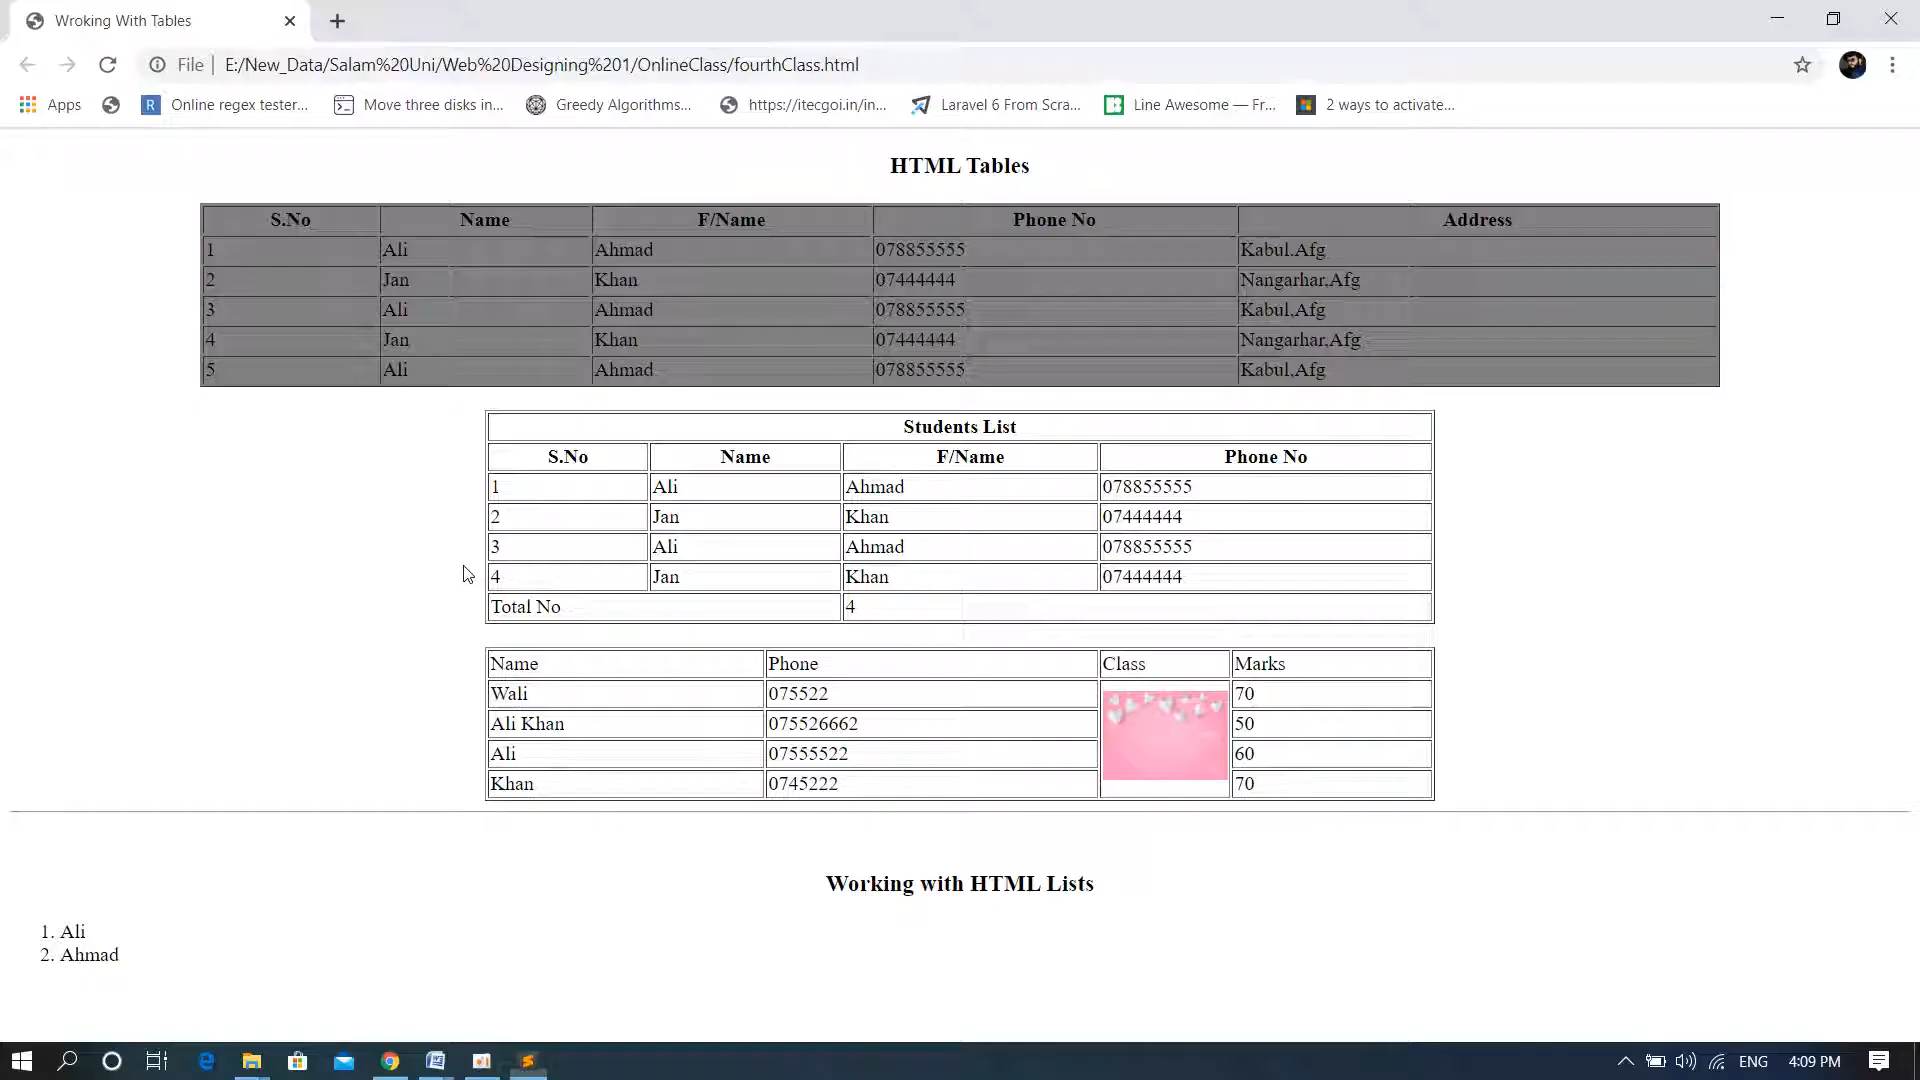 Wroking With Tables
File | E:/New_Data/Salam%20Uni/Web%20Designing%201/OnlineClass/fourthClass.html
Apps R Online regex tester... Move three disks in... Greedy Algorithms... https://itecgoi.in/in... Laravel 6 From Scra... Line Awesome — Fr... 2 ways to activate...
HTML Tables
S.No Name F/Name Phone No Address
1 Ali Ahmad 078855555 Kabul.Afg
2 Jan Khan 07444444 Nangarhar,Afg
3 Ali Ahmad 078855555 Kabul,Afg
4 Jan Khan 07444444 Nangarhar,Afg
5 Ali Ahmad 078855555 Kabul,Afg
Students List
S.No Name F/Name Phone No
1 Ali Ahmad 078855555
2 Jan Khan 07444444
3 Ali Ahmad 078855555
4 Jan Khan 07444444
Total No 4
Name Phone Class Marks
Wali 075522 70
Ali Khan 075526662 50
Ali 07555522 60
Khan 0745222 70
Working with HTML Lists
1. Ali
2. Ahmad
ENG 4:09 PM